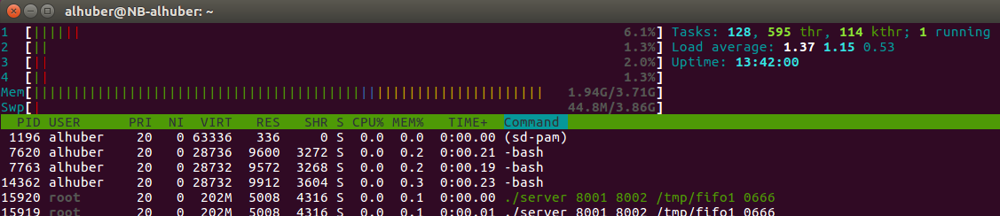 alhuber@NB-alhuber: ~
1 [|||||| 6.1%] Tasks: 128, 595 thr, 114 kthr; 1 running
2 [|| 1.3%] Load average: 1.37 1.15 0.53
3 [|| 2.0%] Uptime: 13:42:00
4 [|| 1.3%]
Mem[|||||||||||||||||||||||||||||||||||||||||||||||||||||||||||||||| 1.94G/3.71G]
Swp[| 44.8M/3.86G]
PID USER PRI NI VIRT RES SHR S CPU% MEM% TIME+ Command
1196 alhuber 20 0 63336 336 0 S 0.0 0.0 0:00.00 (sd-pam)
7620 alhuber 20 0 28736 9600 3272 S 0.0 0.2 0:00.21 -bash
7763 alhuber 20 0 28732 9572 3268 S 0.0 0.2 0:00.19 -bash
14362 alhuber 20 0 28732 9912 3604 S 0.0 0.3 0:00.23 -bash
15920 root 20 0 202M 5008 4316 S 0.0 0.1 0:00.00 ./server 8001 8002 /tmp/fifo1 0666
15919 root 20 0 202M 5008 4316 S 0.0 0.1 0:00.01 ./server 8001 8002 /tmp/fifo1 0666